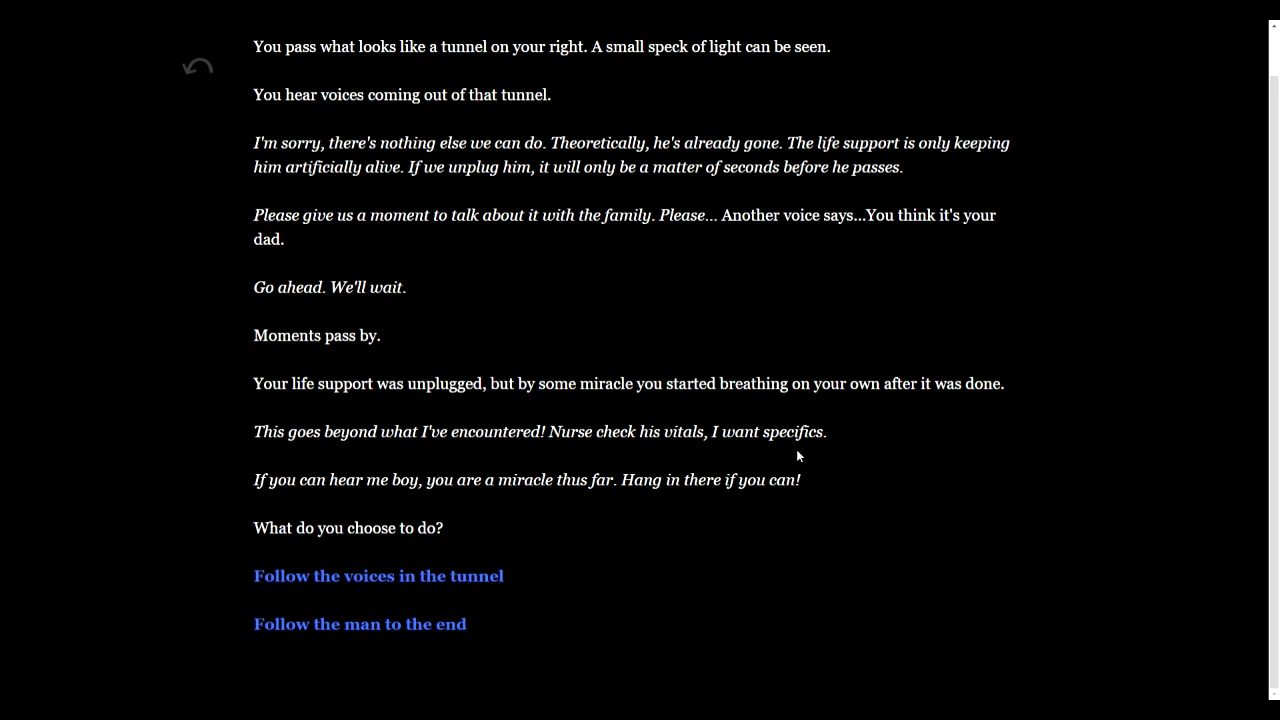 You pass what looks like a tunnel on your right. A small speck of light can be seen.
You hear voices coming out of that tunnel.
I'm sorry, there's nothing else we can do. Theoretically, he's already gone. The life support is only keeping
him artificially alive. If we unplug him, it will only be a matter of seconds before he passes.
Please give us a moment to talk about it with the family. Please... Another voice says...You think it's your
dad.
Go ahead. We'll wait.
Moments pass by.
Your life support was unplugged, but by some miracle you started breathing on your own after it was done.
This goes beyond what I've encountered! Nurse check his vitals, I want specifics.
If you can hear me boy, you are a miracle thus far. Hang in there if you can!
What do you choose to do?
Follow the voices in the tunnel
Follow the man to the end